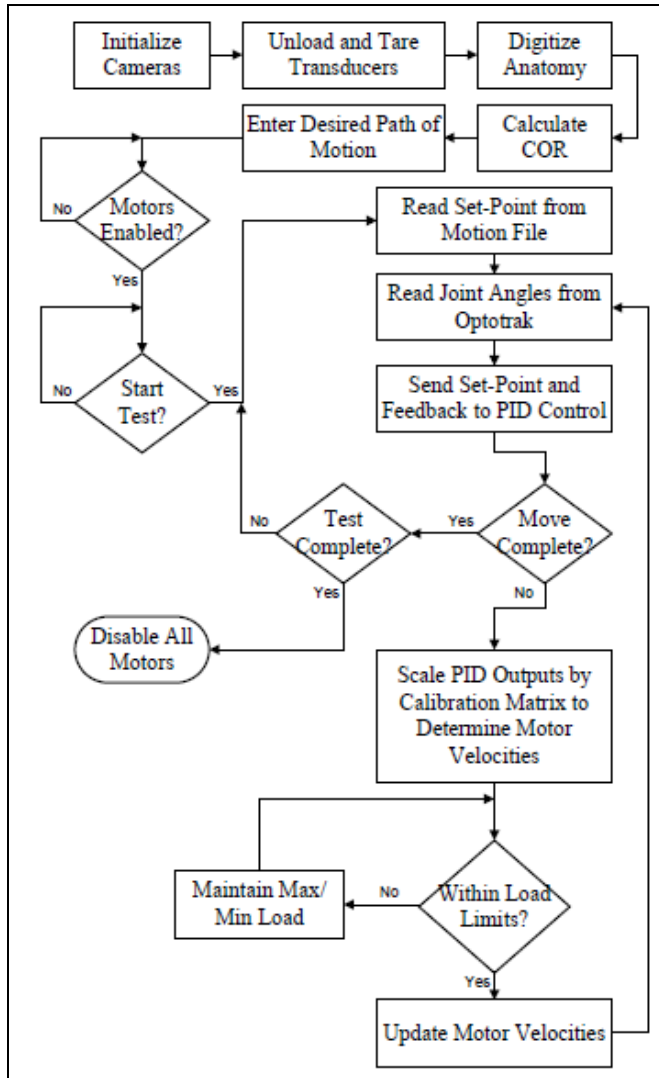 Initialize
Cameras
Unload and Tare
Transducers
Digitize
Anatomy
Enter Desired Path of
Motion
Calculate
COR
No
Motors
Enabled?
Yes
Read Set-Point from
Motion File
Read Joint Angles from
Optotrak
No
Start
Test?
Yes
Send Set-Point and
Feedback to PID Control
No
Test
Complete?
Yes
Move
Complete?
Yes
No
Disable All
Motors
Scale PID Outputs by
Calibration Matrix to
Determine Motor
Velocities
Maintain Max/
Min Load
No
Within Load
Limits?
Yes
Update Motor Velocities